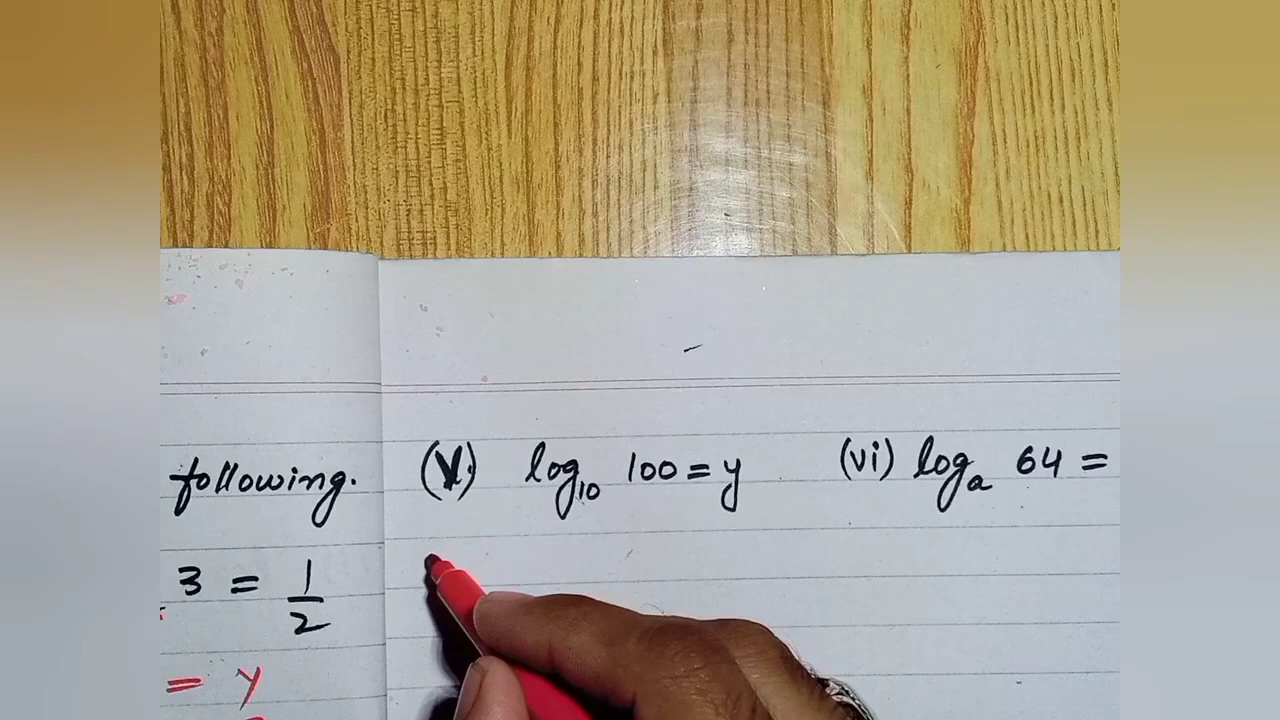 following.
3 = 1/2
= y
(v) log₁₀ 100 = y
(vi) logₐ 64 =